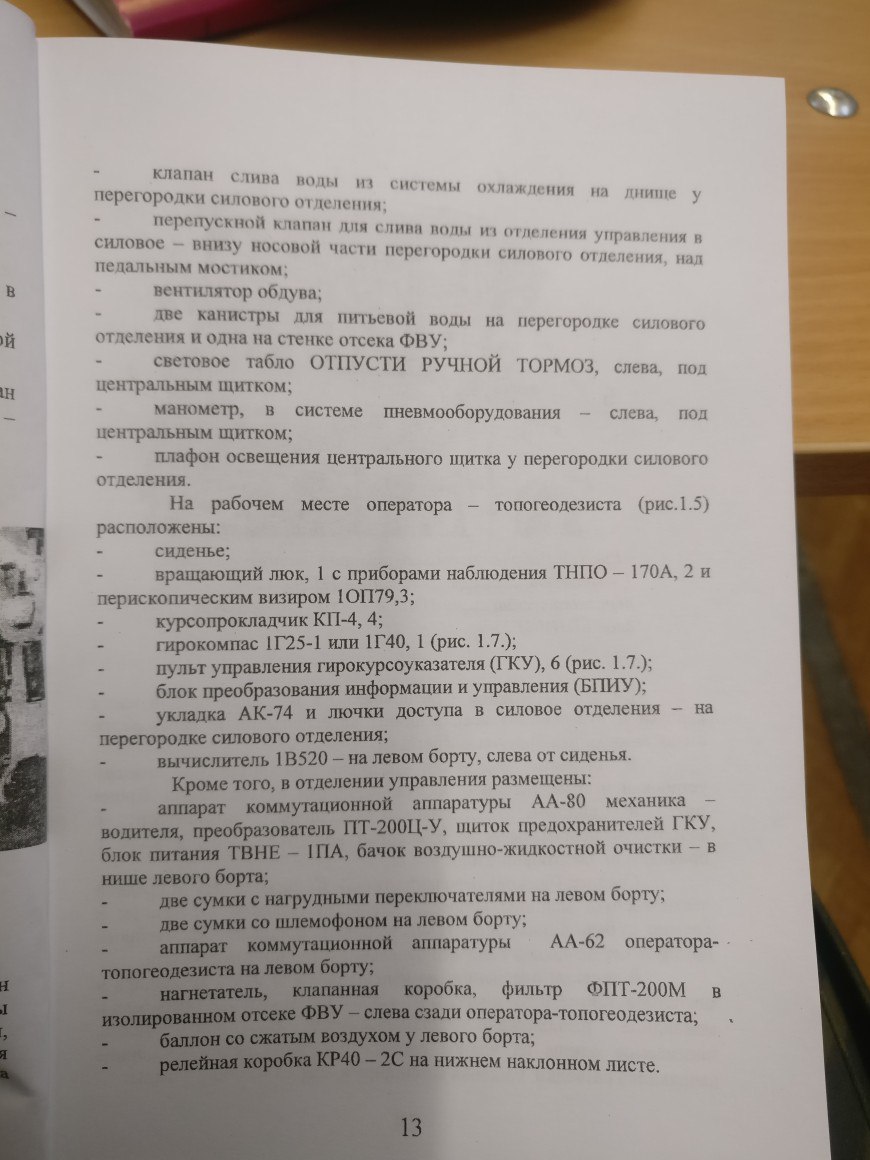 - клапан слива воды из системы охлаждения на днище у
перегородки силового отделения;
- перепускной клапан для слива воды из отделения управления в
силовое – внизу носовой части перегородки силового отделения, над
педальным мостиком;
- вентилятор обдува;
- две канистры для питьевой воды на перегородке силового
отделения и одна на стенке отсека ФВУ;
- световое табло ОТПУСТИ РУЧНОЙ ТОРМОЗ, слева, под
центральным щитком;
- манометр, в системе пневмооборудования – слева, под
центральным щитком;
- плафон освещения центрального щитка у перегородки силового
отделения.
На рабочем месте оператора – топогеодезиста (рис.1.5)
расположены:
- сиденье;
- вращающий люк, 1 с приборами наблюдения ТНПО – 170А, 2 и
перископическим визиром 1ОП79,3;
- курсопрокладчик КП-4, 4;
- гирокомпас 1Г25-1 или 1Г40, 1 (рис. 1.7.);
- пульт управления гирокурсоуказателя (ГКУ), 6 (рис. 1.7.);
- блок преобразования информации и управления (БПИУ);
- укладка АК-74 и лючки доступа в силовое отделения – на
перегородке силового отделения;
- вычислитель 1В520 – на левом борту, слева от сиденья.
Кроме того, в отделении управления размещены:
- аппарат коммутационной аппаратуры АА-80 механика –
водителя, преобразователь ПТ-200Ц-У, щиток предохранителей ГКУ,
блок питания ТВНЕ – 1ПА, бачок воздушно-жидкостной очистки – в
нише левого борта;
- две сумки с нагрудными переключателями на левом борту;
- две сумки со шлемофоном на левом борту;
- аппарат коммутационной аппаратуры АА-62 оператора-
топогеодезиста на левом борту;
- нагнетатель, клапанная коробка, фильтр ФПТ-200М в
изолированном отсеке ФВУ – слева сзади оператора-топогеодезиста;
- баллон со сжатым воздухом у левого борта;
- релейная коробка КР40 – 2С на нижнем наклонном листе.
13